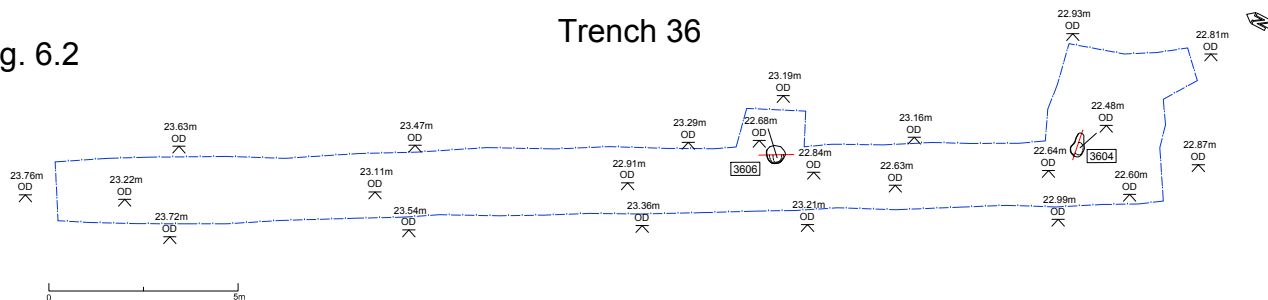 Trench 36
g. 6.2
22.93m
OD
22.81m
OD
23.19m
OD
22.48m
OD
23.63m
OD
23.47m
OD
23.29m
OD
22.68m
OD
23.16m
OD
3604
22.64m
OD
22.87m
OD
3606
22.84m
OD
22.91m
OD
22.63m
OD
22.60m
OD
23.76m
OD
23.22m
OD
23.11m
OD
23.72m
OD
23.54m
OD
23.36m
OD
23.21m
OD
22.99m
OD
0
5m